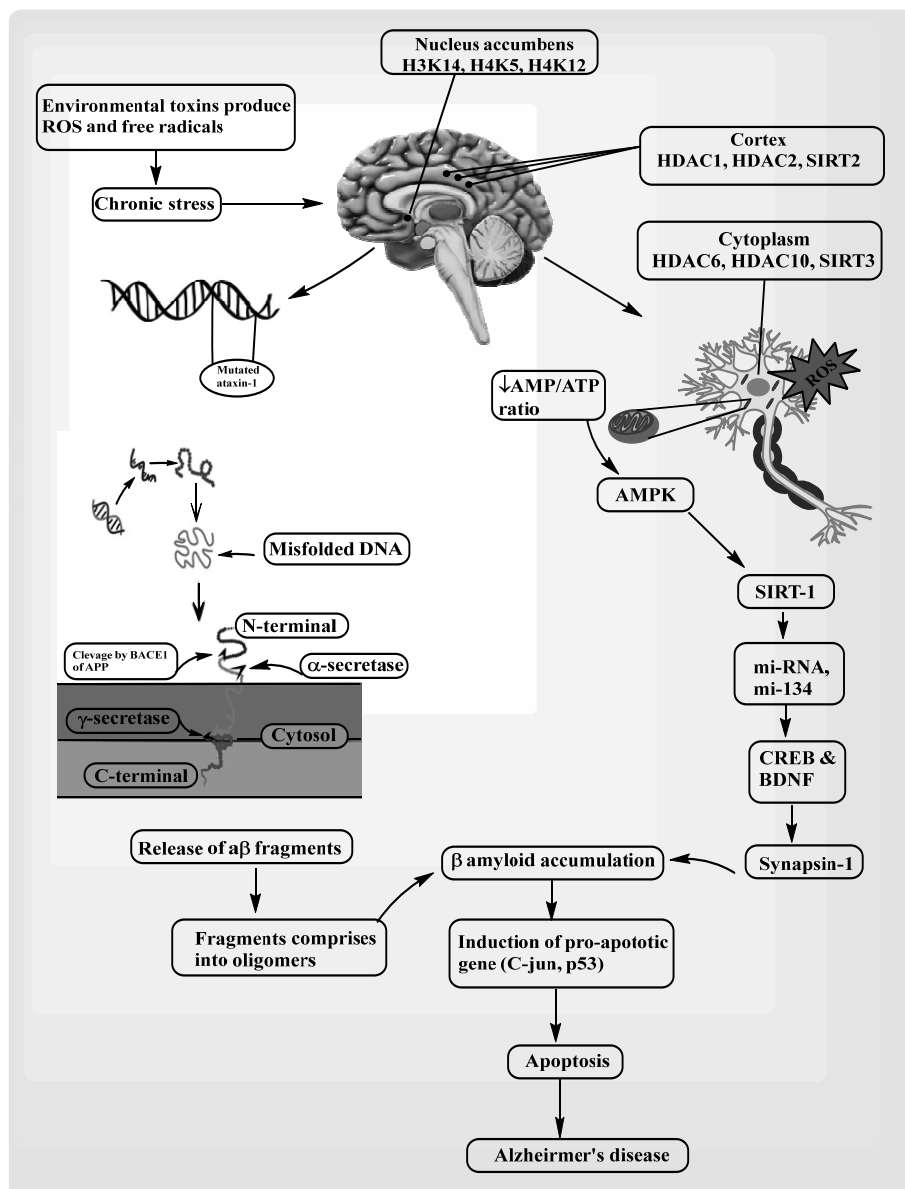 Nucleus accumbens
H3K14, H4K5, H4K12
Environmental toxins produce
ROS and free radicals
Cortex
HDAC1, HDAC2, SIRT2
Chronic stress
Cytoplasm
HDAC6, HDAC10, SIRT3
Mutated
ataxin-1
ROS
↓AMP/ATP
ratio
AMPK
Misfolded DNA
SIRT-1
N-terminal
Clevage by BACE1
of APP
α-secretase
mi-RNA,
mi-134
γ-secretase
Cytosol
C-terminal
CREB &
BDNF
Release of aβ fragments
β amyloid accumulation
Synapsin-1
Fragments comprises
into oligomers
Induction of pro-apototic
gene (C-jun, p53)
Apoptosis
Alzheirmer's disease